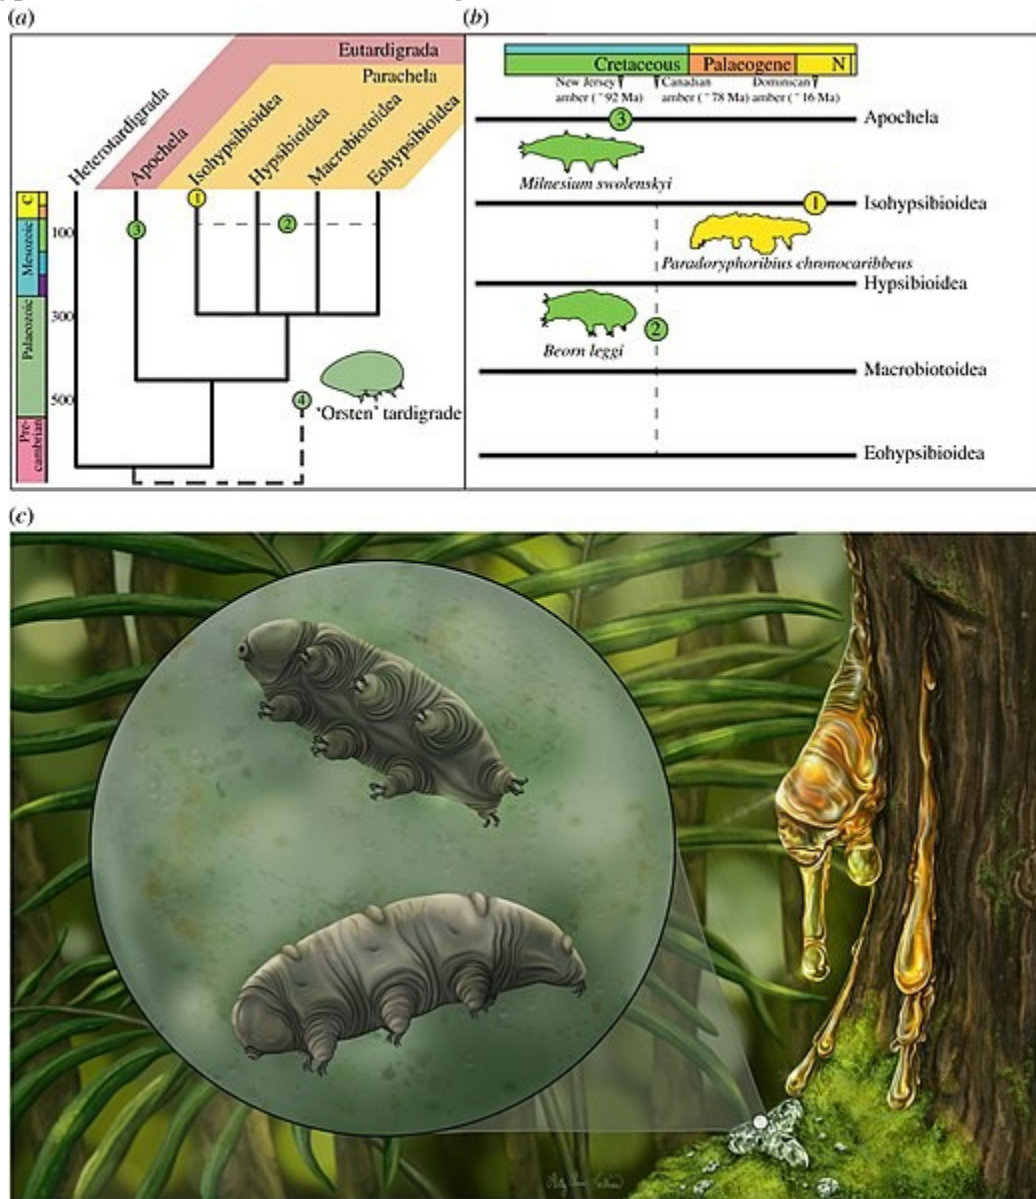 (a)
Eutardigrada
Parachela
Heterotardigrada
Apochela
Isohypsibioidea
Hypsibioidea
Macrobiotoidea
Eohypsibioidea
C
Mesozoic
Palaeozoic
Pre-
cambrian
100
300
500
1
2
3
4
"Orsten" tardigrade
(b)
Cretaceous
Palaeogene
N
New Jersey
amber (~92 Ma)
Canadian
amber (~78 Ma)
Dominican
amber (~16 Ma)
3
Apochela
Milnesium swolenskyi
1
Isohypsibioidea
Paradoryphoribius chronocaribbeus
Hypsibioidea
2
Beorn leggi
Macrobiotoidea
Eohypsibioidea
(c)